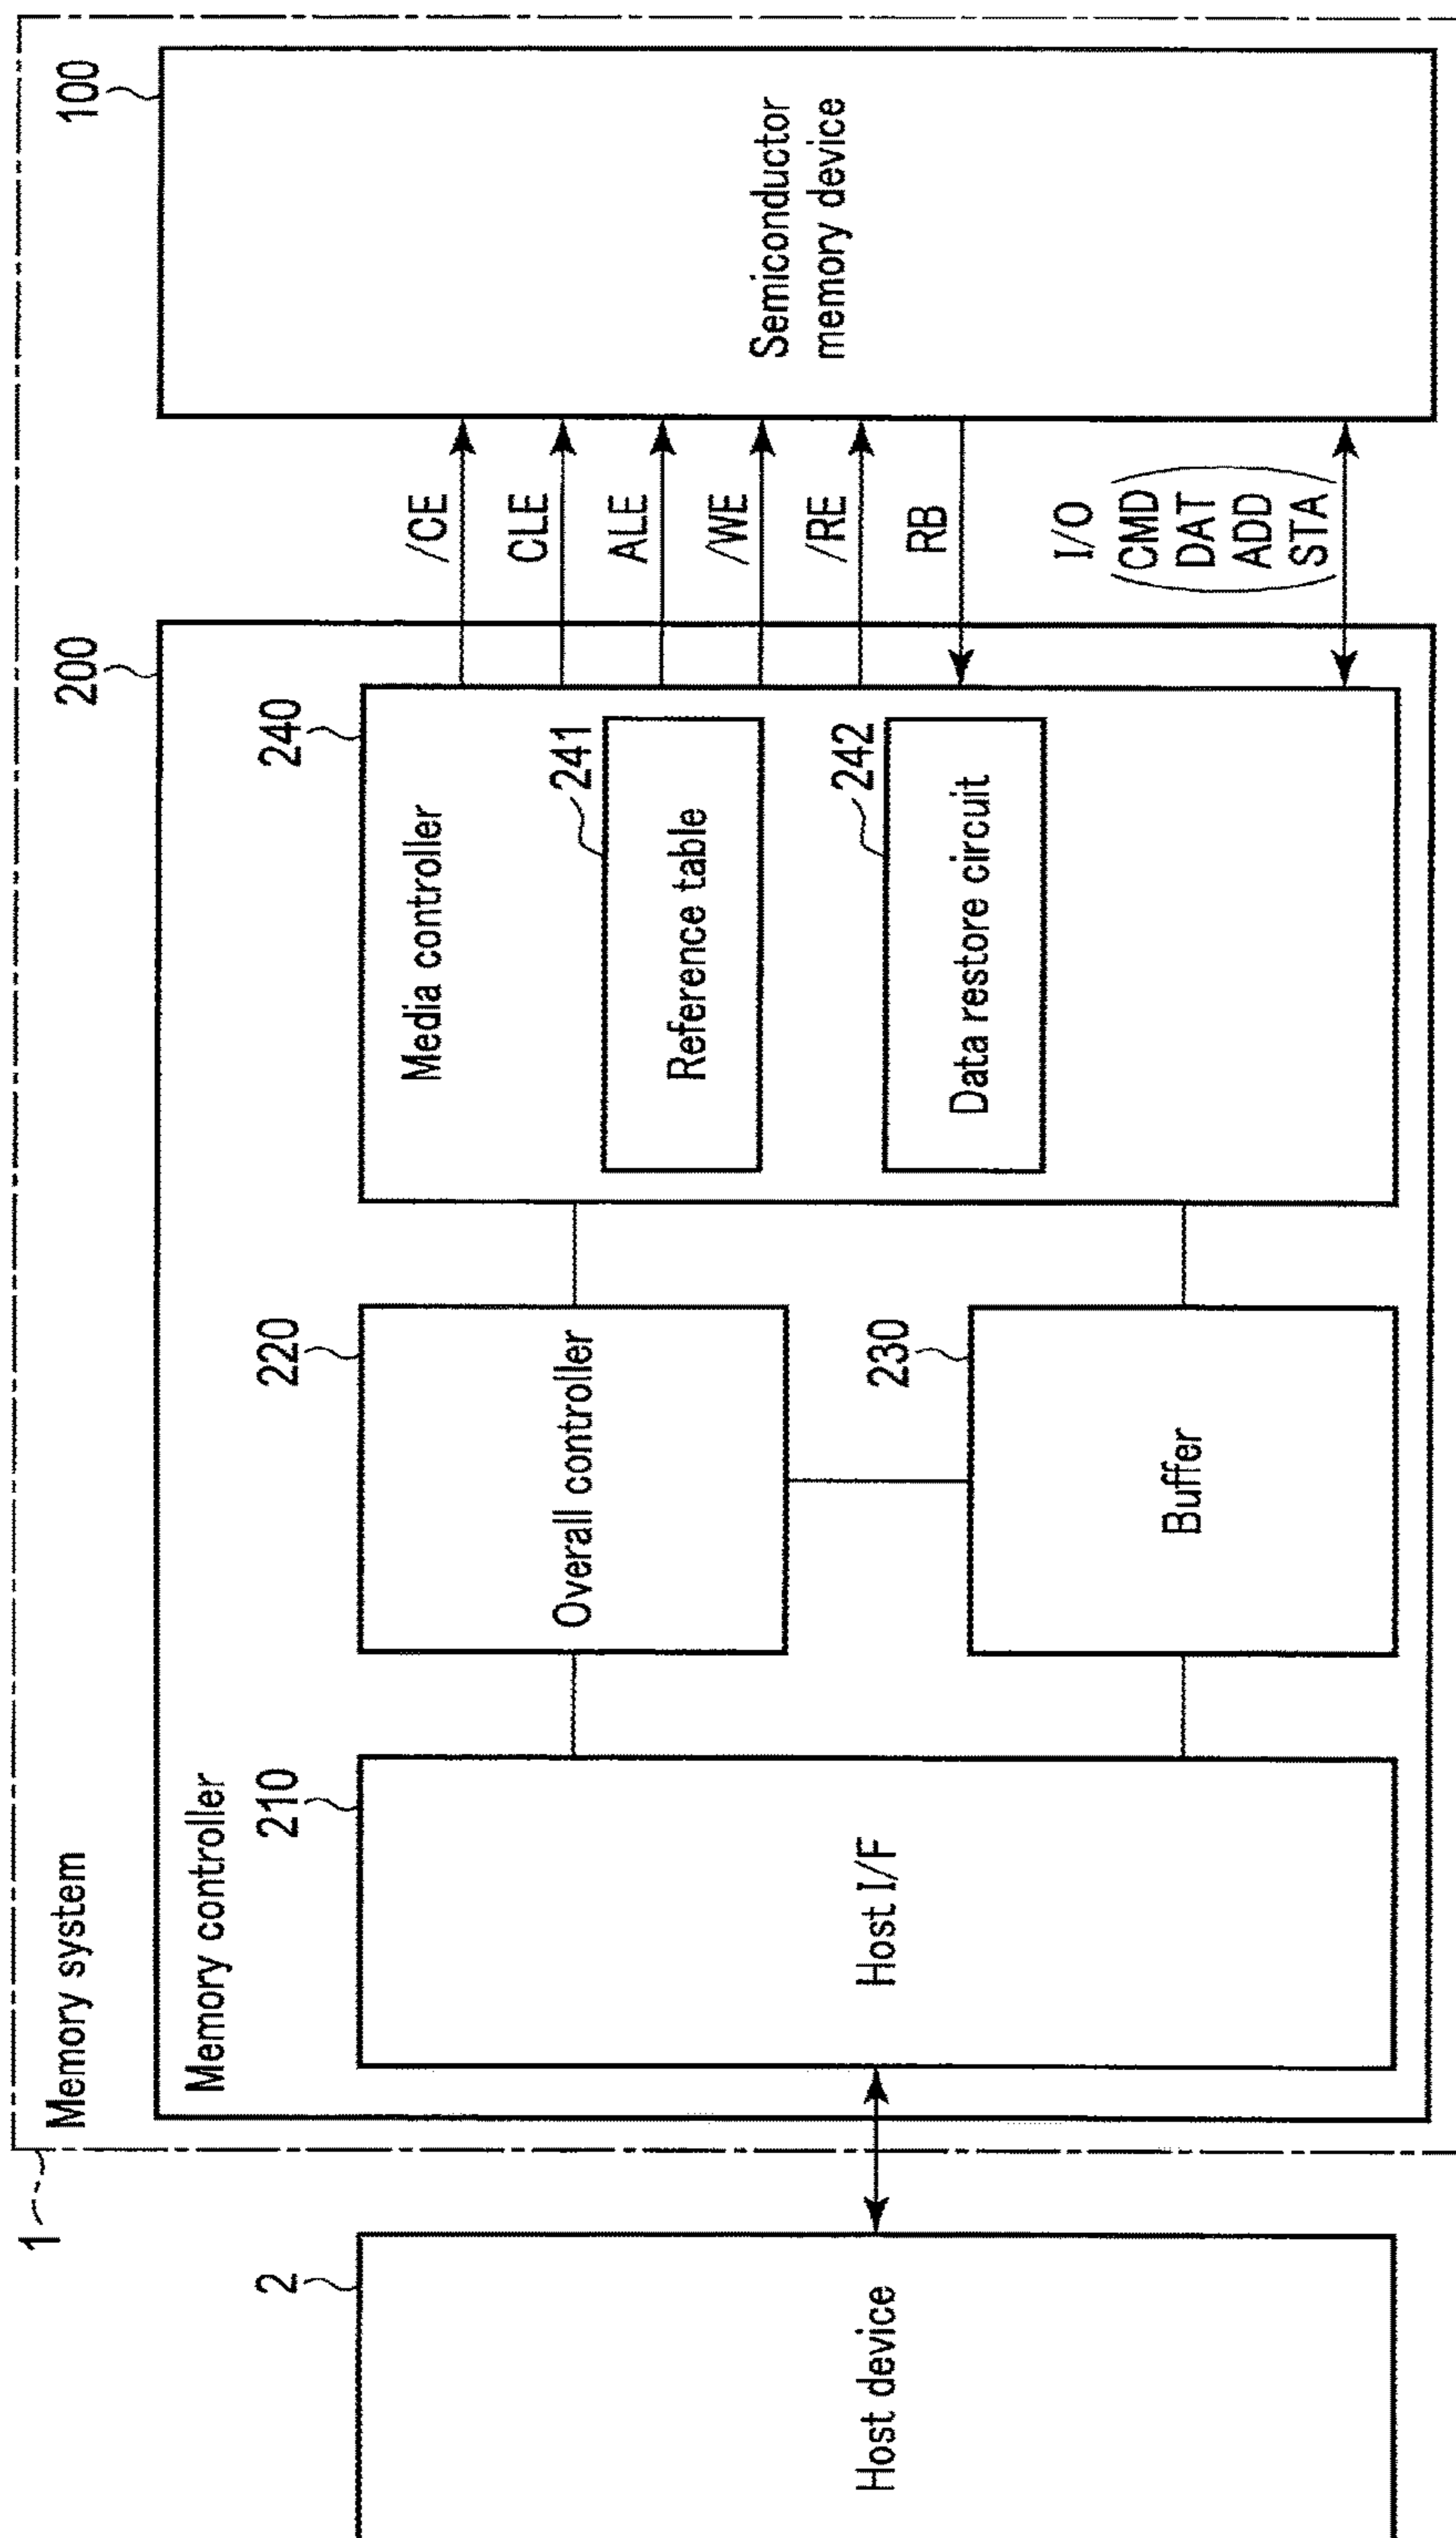 1
Memory system
2
Host device
200
Memory controller
210
Host I/F
220
Overall controller
230
Buffer
240
Media controller
241
Reference table
242
Data restore circuit
/CE
CLE
ALE
/WE
/RE
RB
I/O
CMD
DAT
ADD
STA
100
Semiconductor
memory device